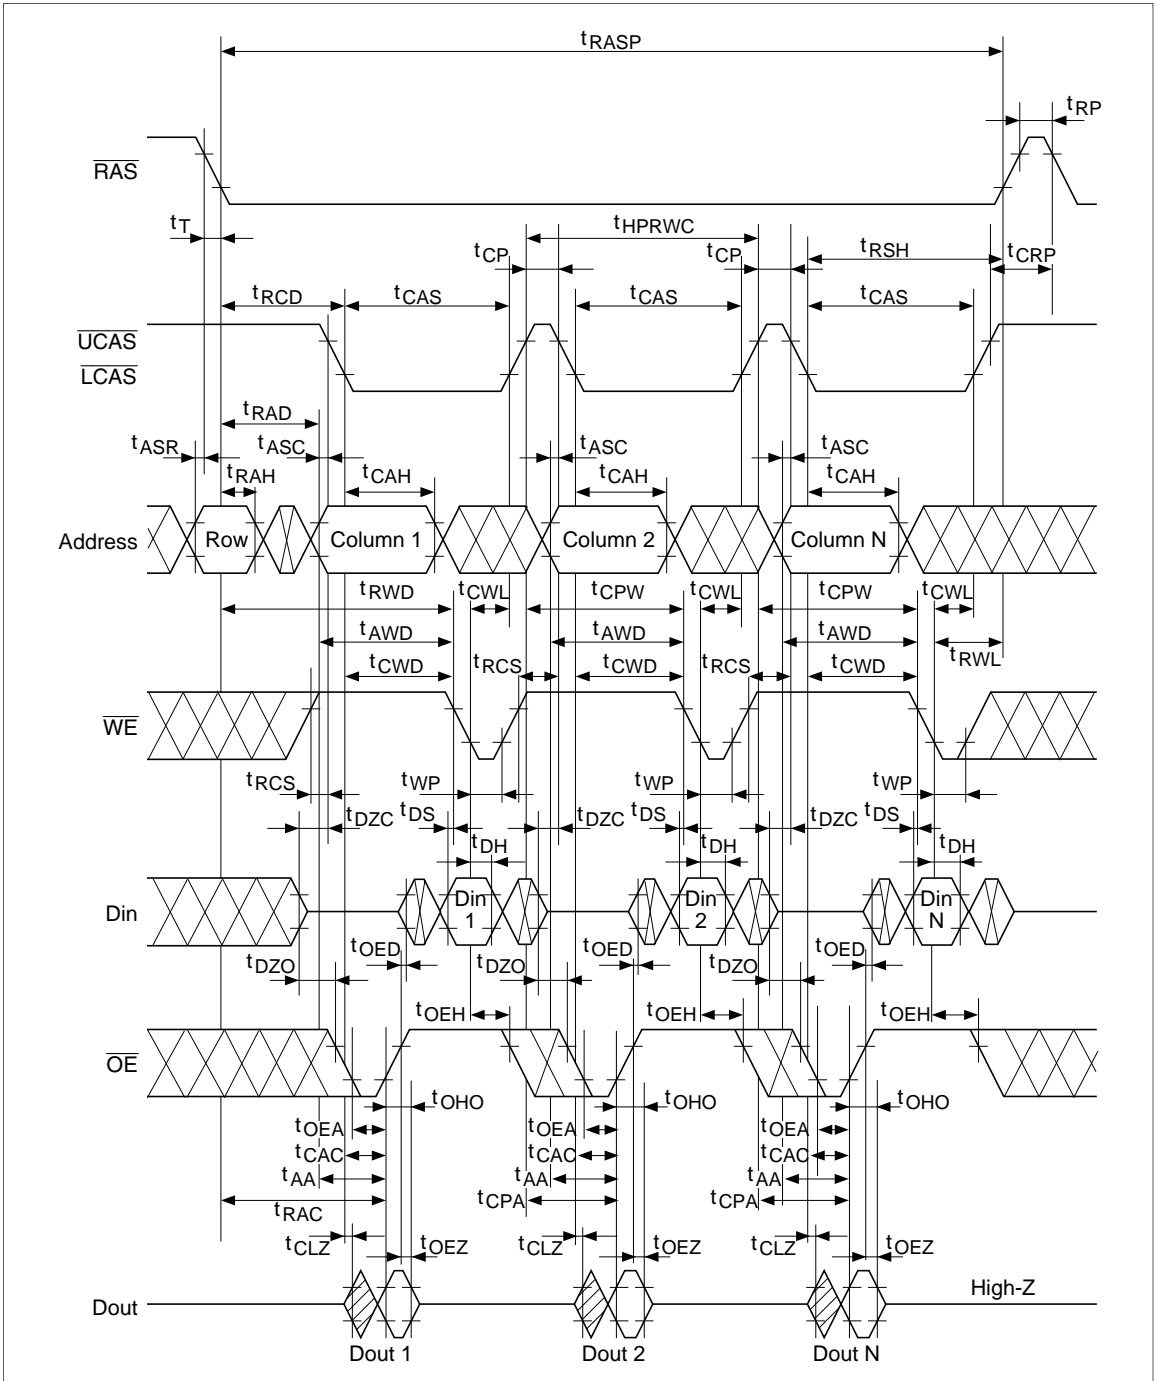 tRASP
tRP
RAS
tT
tHPRWC
tCP
tCP
tRSH
tCRP
tRCD
tCAS
tCAS
tCAS
UCAS
LCAS
tRAD
tASR
tASC
tASC
tASC
tRAH
tCAH
tCAH
tCAH
Address
Row
Column 1
Column 2
Column N
tRWD
tCWL
tCPW
tCWL
tCPW
tCWL
tAWD
tAWD
tAWD
tRWL
tCWD
tRCS
tCWD
tRCS
tCWD
WE
tRCS
tWP
tWP
tWP
tDZC
tDS
tDZC
tDS
tDZC
tDS
tDH
tDH
tDH
Din
Din
1
Din
2
Din
N
tDZO
tOED
tDZO
tOED
tDZO
tOED
tOEH
tOEH
tOEH
OE
tOHO
tOHO
tOHO
tOEA
tOEA
tOEA
tCAC
tCAC
tCAC
tAA
tAA
tAA
tRAC
tCPA
tCPA
tCLZ
tOEZ
tCLZ
tOEZ
tCLZ
tOEZ
High-Z
Dout
Dout 1
Dout 2
Dout N